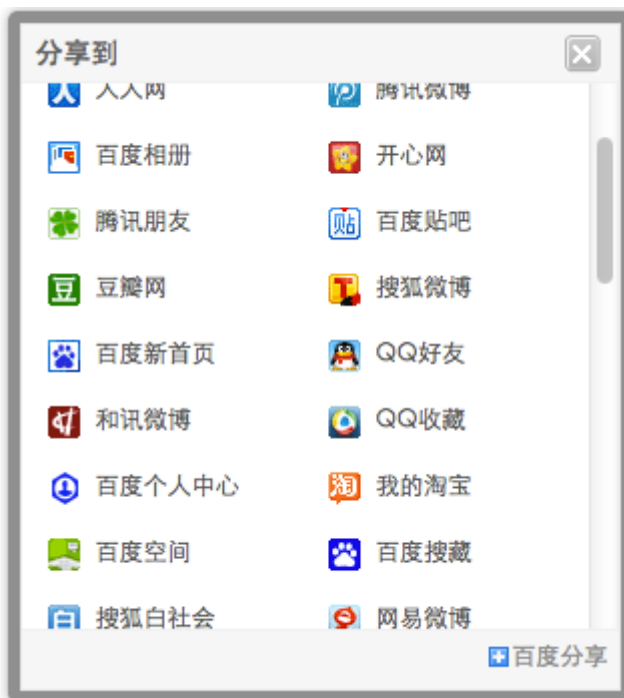 分享到
人人网 腾讯微博
百度相册 开心网
腾讯朋友 贴 百度贴吧
豆 豆瓣网 搜狐微博
百度新首页 QQ好友
和讯微博 QQ收藏
百度个人中心 淘 我的淘宝
百度空间 百度搜藏
白 搜狐白社会 网易微博
百度分享